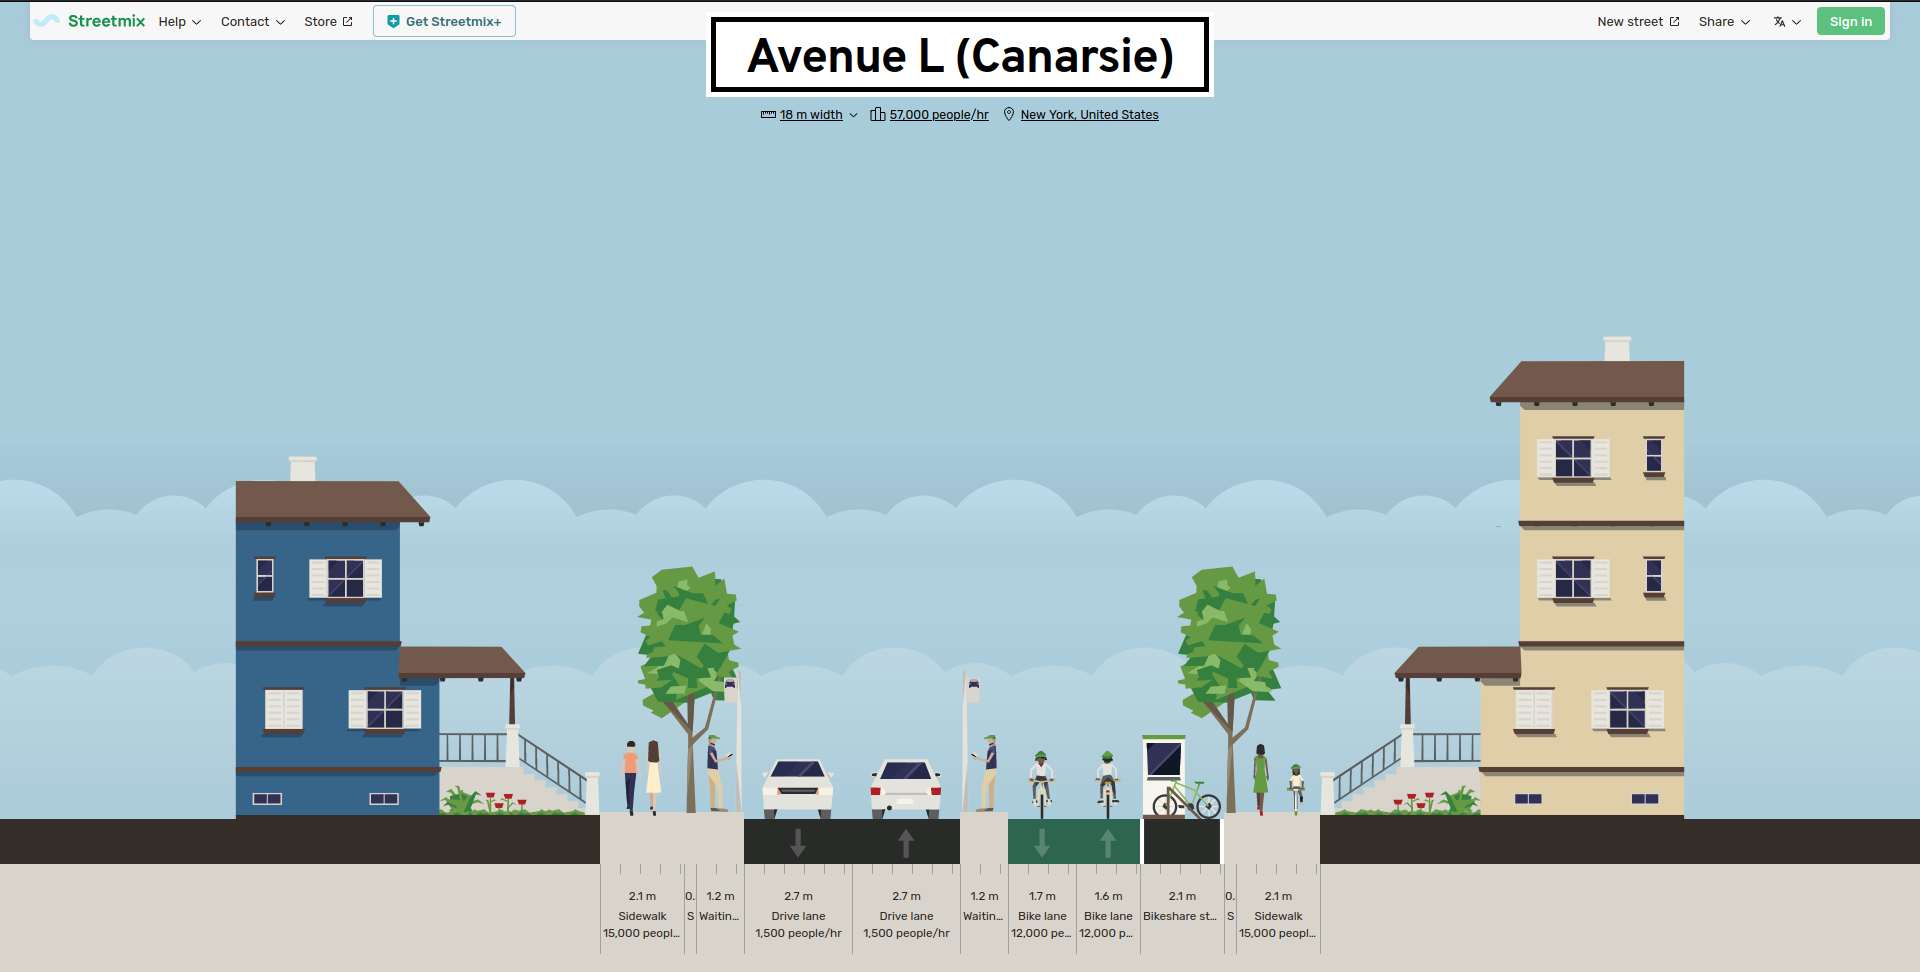 Streetmix Help Contact Store Get Streetmix+ New street Share Sign in
Avenue L (Canarsie)
18 m width 57,000 people/hr New York, United States
2.1 m 0. 1.2 m 2.7 m 2.7 m 1.2 m 1.7 m 1.6 m 2.1 m 0. 2.1 m
Sidewalk S Waitin... Drive lane Drive lane Waitin... Bike lane Bike lane Bikeshare st... S Sidewalk
15,000 peopl... 1,500 people/hr 1,500 people/hr 12,000 pe... 12,000 p... 15,000 peopl...